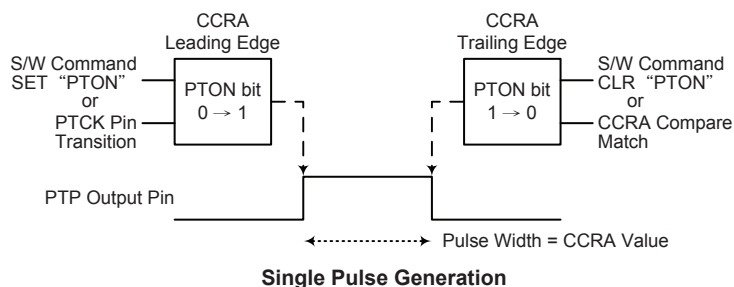 CCRA
Leading Edge
S/W Command
SET “PTON”
or
PTCK Pin
Transition
PTON bit
0 → 1
CCRA
Trailing Edge
PTON bit
1 → 0
S/W Command
CLR “PTON”
or
CCRA Compare
Match
PTP Output Pin
Pulse Width = CCRA Value
Single Pulse Generation